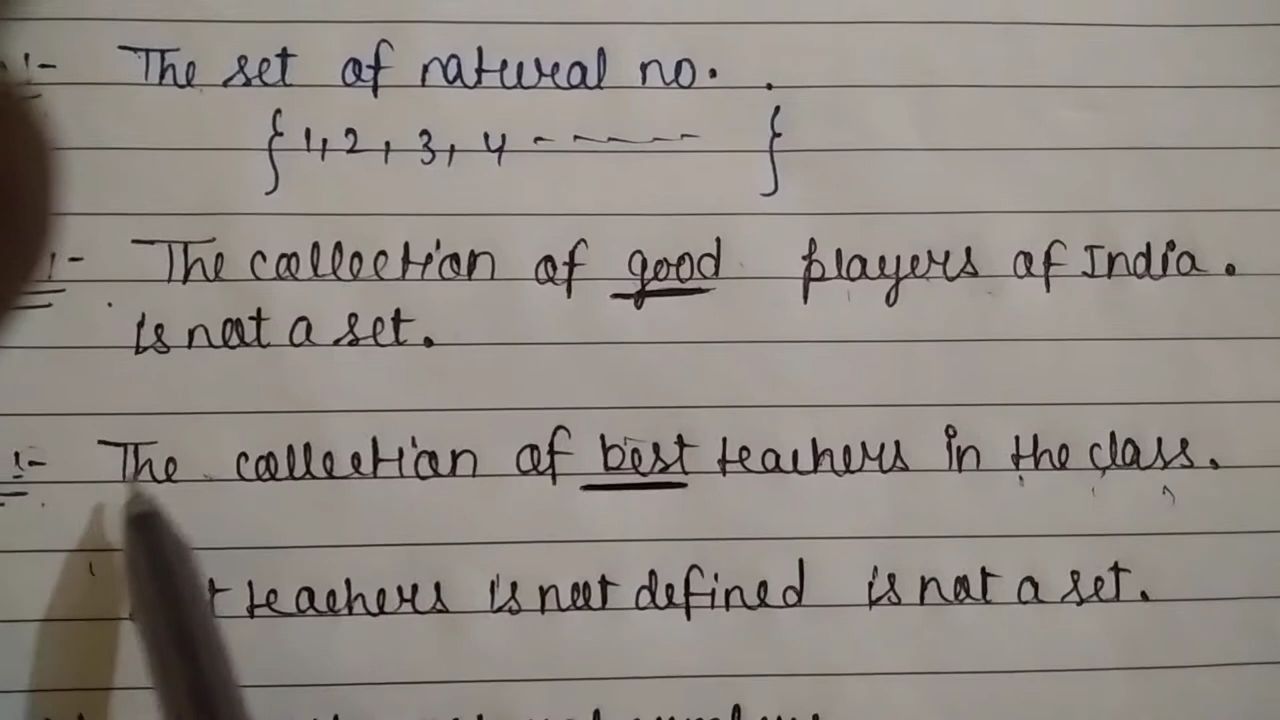 :- The set of natural no.
{1, 2, 3, 4 - - - - - }
:- The collection of good players of India.
is not a set.
:- The collection of best teachers in the class.
t teachers is not defined is not a set.